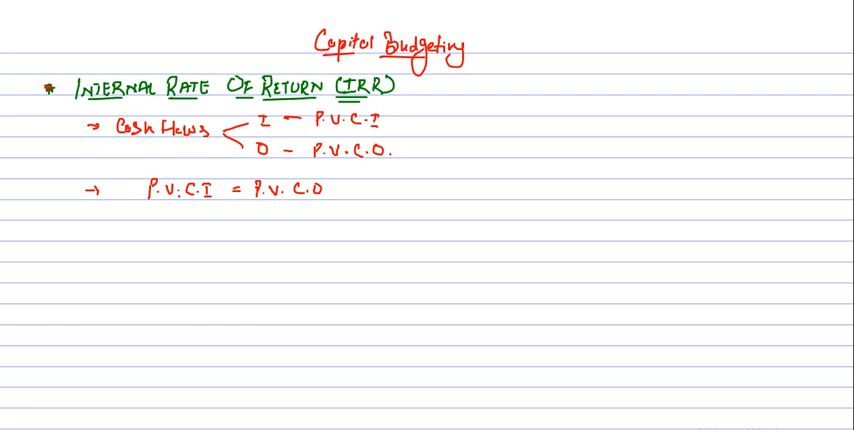 Capital Budgeting
* INTERNAL RATE OF RETURN (IRR)
→ Cash flows
I - P.V.C.I
O - P.V.C.O.
→ P.V.C.I = P.V.C.O